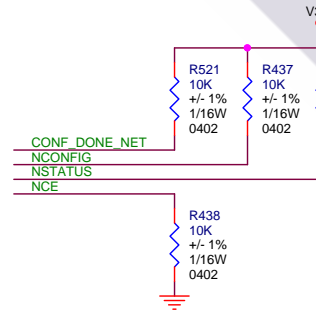 V
R521
10K
+/- 1%
1/16W
0402
R437
10K
+/- 1%
1/16W
0402
CONF_DONE_NET
NCONFIG
NSTATUS
NCE
R438
10K
+/- 1%
1/16W
0402